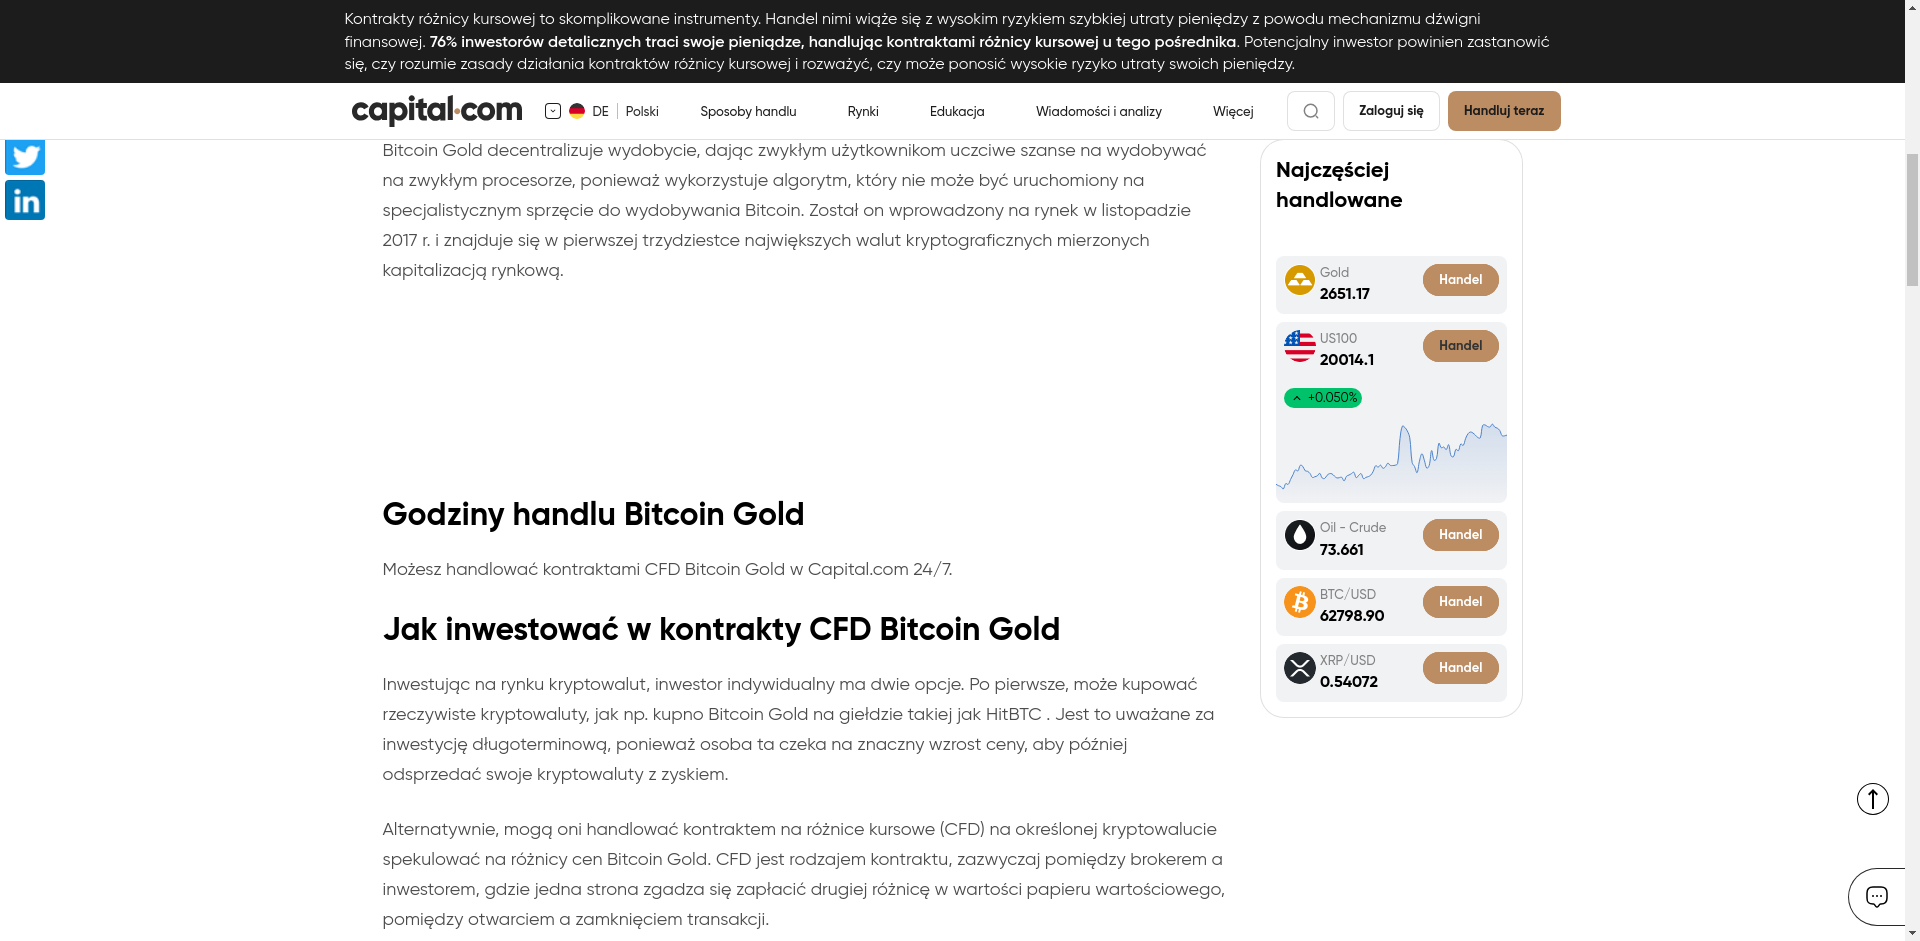 Kontrakty różnicy kursowej to skomplikowane instrumenty. Handel nimi wiąże się z wysokim ryzykiem szybkiej utraty pieniędzy z powodu mechanizmu dźwigni
finansowej. 76% inwestorów detalicznych traci swoje pieniądze, handlując kontraktami różnicy kursowej u tego pośrednika. Potencjalny inwestor powinien zastanowić
się, czy rozumie zasady działania kontraktów różnicy kursowej i rozważyć, czy może ponosić wysokie ryzyko utraty swoich pieniędzy.
capital.com
DE
Polski
Sposoby handlu
Rynki
Edukacja
Wiadomości i analizy
Więcej
Zaloguj się
Handluj teraz
in
Bitcoin Gold decentralizuje wydobycie, dając zwykłym użytkownikom uczciwe szanse na wydobywać
na zwykłym procesorze, ponieważ wykorzystuje algorytm, który nie może być uruchomiony na
specjalistycznym sprzęcie do wydobywania Bitcoin. Został on wprowadzony na rynek w listopadzie
2017 r. i znajduje się w pierwszej trzydziestce największych walut kryptograficznych mierzonych
kapitalizacją rynkową.
Godziny handlu Bitcoin Gold
Możesz handlować kontraktami CFD Bitcoin Gold w Capital.com 24/7.
Jak inwestować w kontrakty CFD Bitcoin Gold
Inwestując na rynku kryptowalut, inwestor indywidualny ma dwie opcje. Po pierwsze, może kupować
rzeczywiste kryptowaluty, jak np. kupno Bitcoin Gold na giełdzie takiej jak HitBTC . Jest to uważane za
inwestycję długoterminową, ponieważ osoba ta czeka na znaczny wzrost ceny, aby później
odsprzedać swoje kryptowaluty z zyskiem.
Alternatywnie, mogą oni handlować kontraktem na różnice kursowe (CFD) na określonej kryptowalucie
spekulować na różnicy cen Bitcoin Gold. CFD jest rodzajem kontraktu, zazwyczaj pomiędzy brokerem a
inwestorem, gdzie jedna strona zgadza się zapłacić drugiej różnicę w wartości papieru wartościowego,
pomiędzy otwarciem a zamknięciem transakcji.
Najczęściej
handlowane
Gold
2651.17
Handel
US100
20014.1
Handel
+0.050%
Oil - Crude
73.661
Handel
BTC/USD
62798.90
Handel
XRP/USD
0.54072
Handel